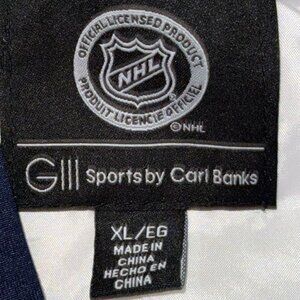 OFFICIAL LICENSED PRODUCT
NHL
PRODUIT LICENCIÉ OFFICIEL
©NHL
GIII Sports by Carl Banks
XL/EG
MADE IN
CHINA
HECHO EN
CHINA